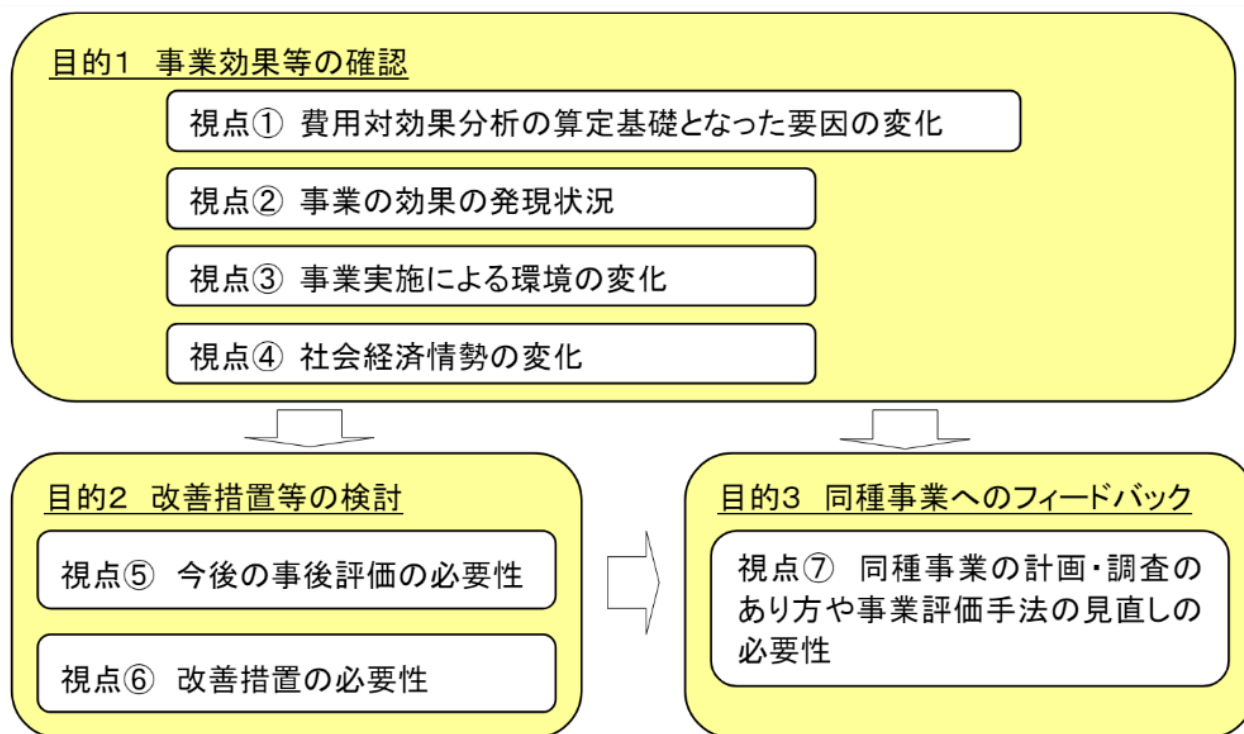 目的1 事業効果等の確認
視点① 費用対効果分析の算定基礎となった要因の変化
視点② 事業の効果の発現状況
視点③ 事業実施による環境の変化
視点④ 社会経済情勢の変化
目的2 改善措置等の検討
視点⑤ 今後の事後評価の必要性
視点⑥ 改善措置の必要性
目的3 同種事業へのフィードバック
視点⑦ 同種事業の計画・調査の
あり方や事業評価手法の見直しの
必要性